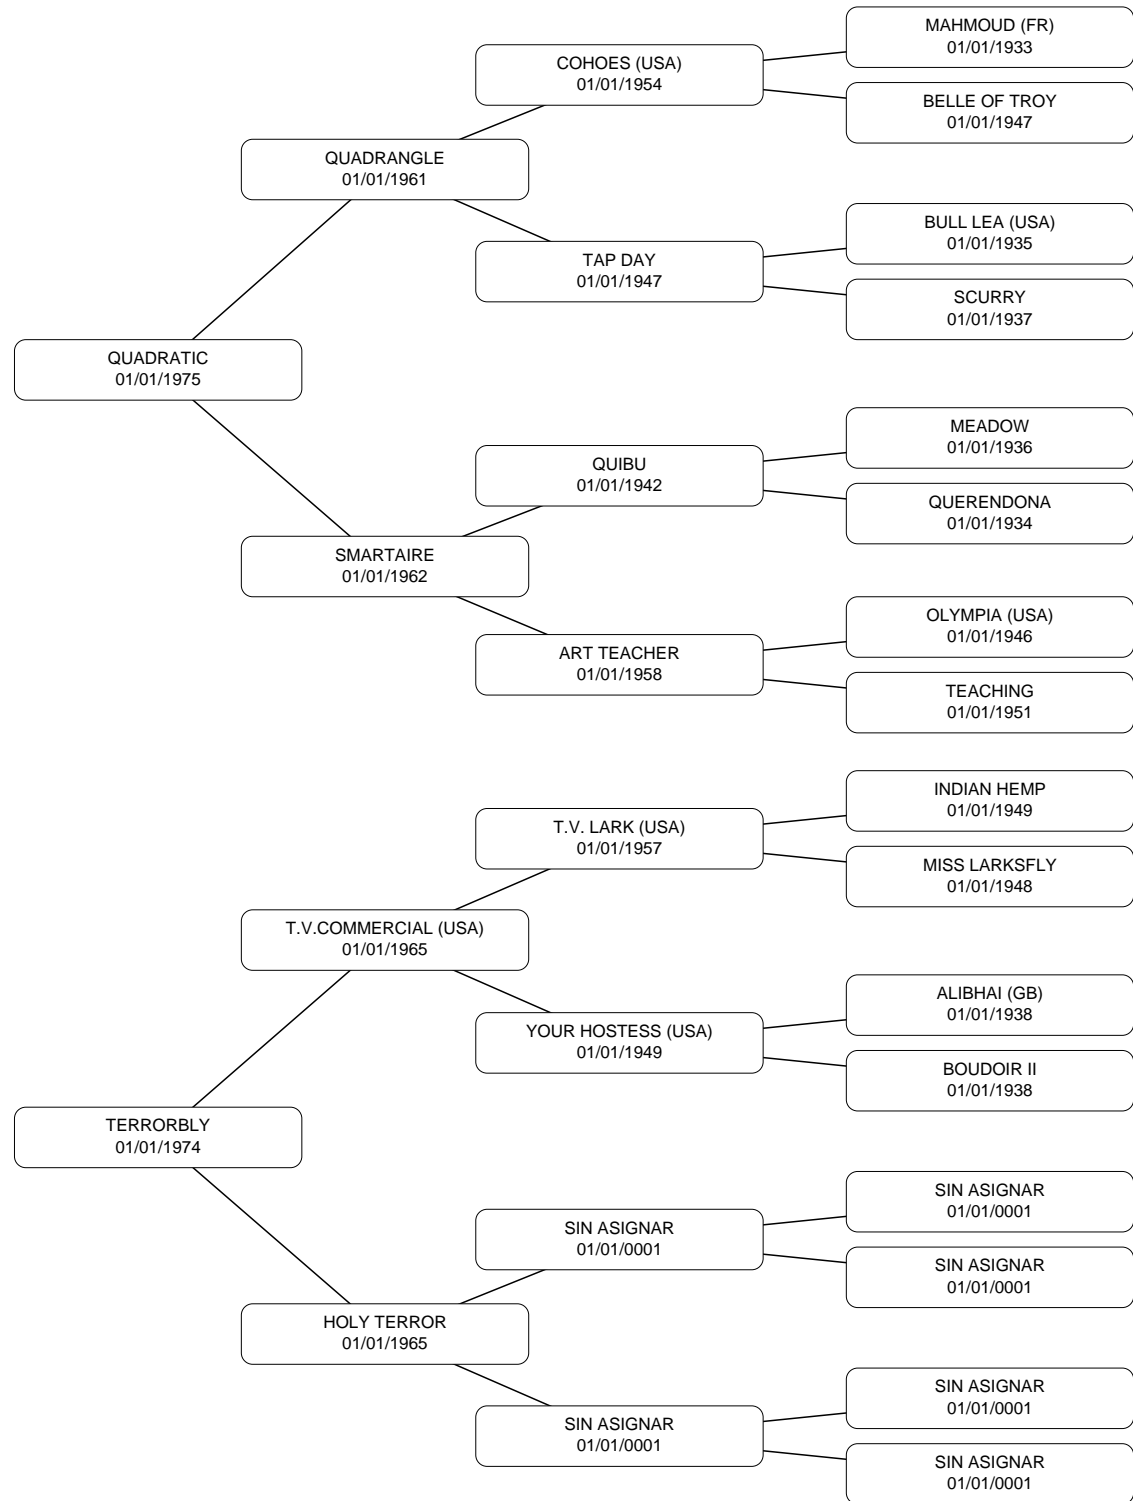 MAHMOUD (FR)
01/01/1933
COHOES (USA)
01/01/1954
BELLE OF TROY
01/01/1947
QUADRANGLE
01/01/1961
BULL LEA (USA)
01/01/1935
TAP DAY
01/01/1947
SCURRY
01/01/1937
QUADRATIC
01/01/1975
MEADOW
01/01/1936
QUIBU
01/01/1942
QUERENDONA
01/01/1934
SMARTAIRE
01/01/1962
OLYMPIA (USA)
01/01/1946
ART TEACHER
01/01/1958
TEACHING
01/01/1951
INDIAN HEMP
01/01/1949
T.V. LARK (USA)
01/01/1957
MISS LARKSFLY
01/01/1948
T.V.COMMERCIAL (USA)
01/01/1965
ALIBHAI (GB)
01/01/1938
YOUR HOSTESS (USA)
01/01/1949
BOUDOIR II
01/01/1938
TERRORBLY
01/01/1974
SIN ASIGNAR
01/01/0001
SIN ASIGNAR
01/01/0001
SIN ASIGNAR
01/01/0001
HOLY TERROR
01/01/1965
SIN ASIGNAR
01/01/0001
SIN ASIGNAR
01/01/0001
SIN ASIGNAR
01/01/0001